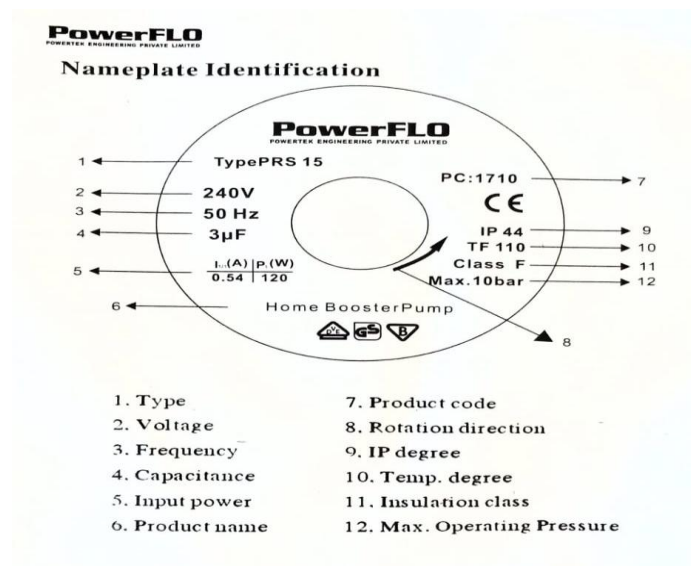 PowerFLO
POWERTEK ENGINEERING PRIVATE LIMITED
Nameplate Identification
PowerFLO
POWERTEK ENGINEERING PRIVATE LIMITED
1 TypePRS 15
PC:1710 7
2 240V
CE
3 50 Hz
IP 44 9
4 3µF
TF 110 10
5 I...(A) P.(W)
0.54 120
Class F 11
Max.10bar 12
6 Home BoosterPump
DVE GS B
8
1. Type
2. Voltage
3. Frequency
4. Capacitance
5. Input power
6. Product name
7. Product code
8. Rotation direction
9. IP degree
10. Temp. degree
11. Insulation class
12. Max. Operating Pressure